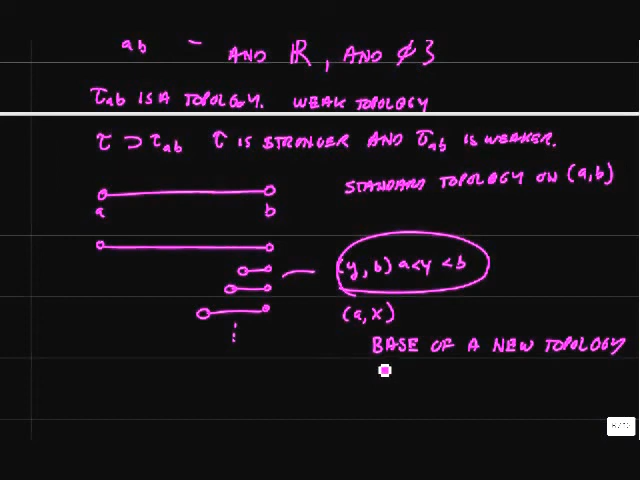 ab - AND ℝ, AND ∅}
τab IS A TOPOLOGY. WEAK TOPOLOGY
τ ⊃ τab τ IS STRONGER AND τab IS WEAKER.
STANDARD TOPOLOGY ON (a,b)
a b
(y, b) a<y<b
(a, x)
⋮
BASE OF A NEW TOPOLOGY